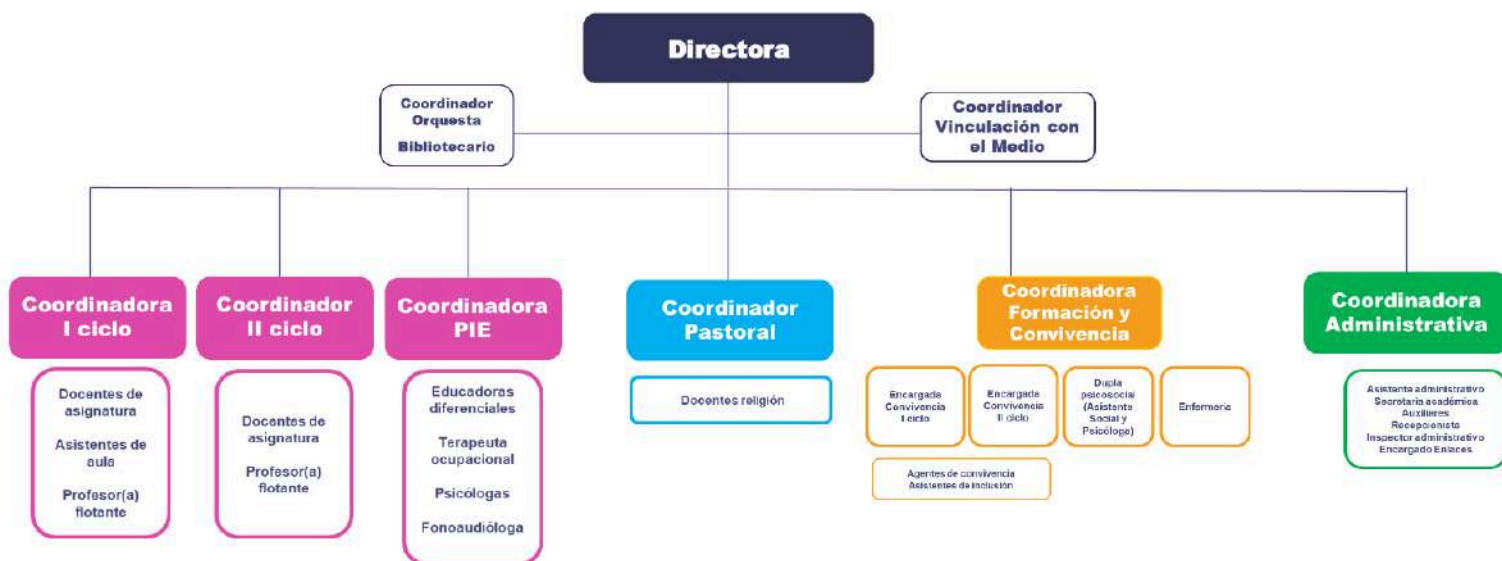 Directora
Coordinador
Orquesta
Bibliotecario
Coordinador
Vinculación con
el Medio
Coordinadora
I ciclo
Coordinador
II ciclo
Coordinadora
PIE
Coordinador
Pastoral
Coordinadora
Formación y
Convivencia
Coordinadora
Administrativa
Docentes de
asignatura
Asistentes de
aula
Profesor(a)
flotante
Docentes de
asignatura
Profesor(a)
flotante
Educadoras
diferenciales
Terapeuta
ocupacional
Psicólogas
Fonoaudióloga
Docentes religión
Encargada
Convivencia
I ciclo
Encargada
Convivencia
II ciclo
Dupla
psicosocial
(Asistente
Social y
Psicóloga)
Enfermería
Agentes de convivencia
Asistentes de inclusión
Asistente administrativo
Secretaria académica
Auxiliares
Recepcionista
Inspector administrativo
Encargado Enlaces